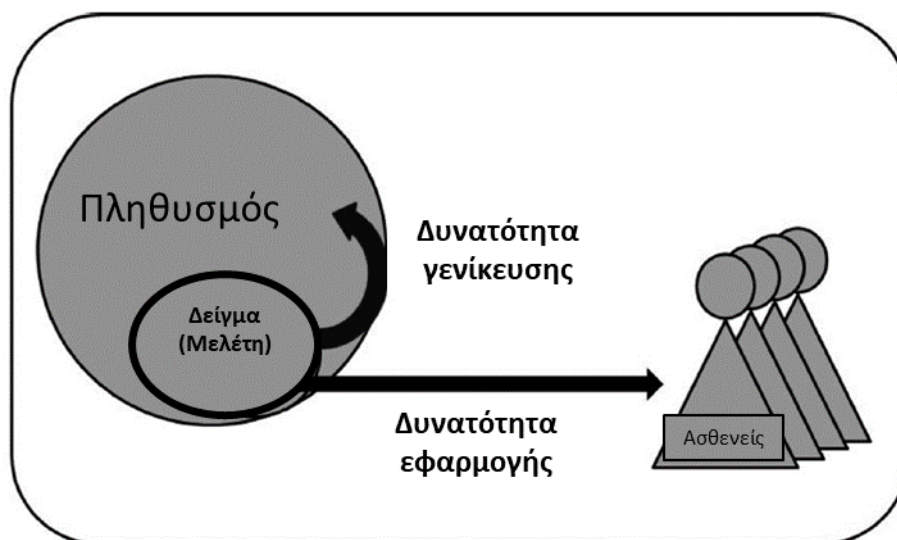 Πληθυσμός
Δείγμα
(Μελέτη)
Δυνατότητα
γενίκευσης
Δυνατότητα
εφαρμογής
Ασθενείς